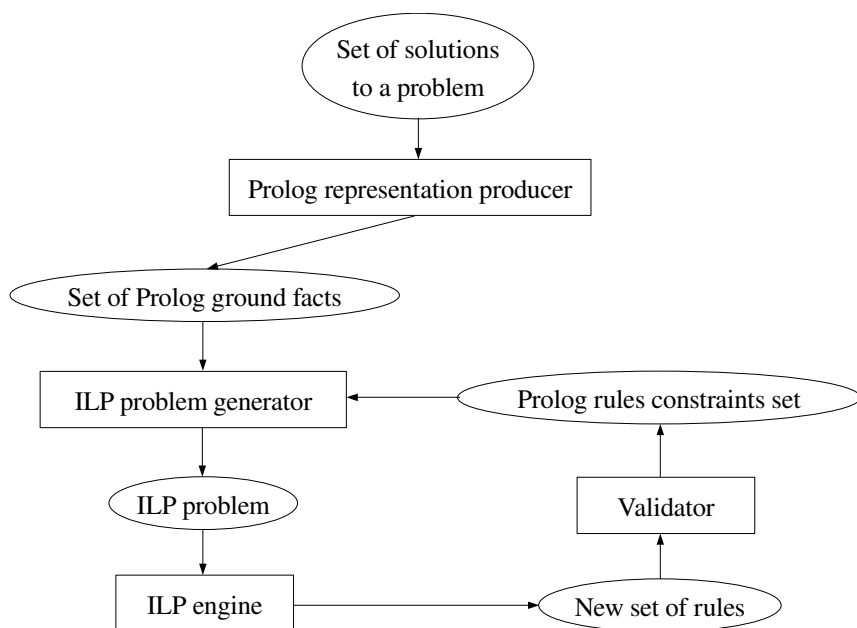 Set of solutions
to a problem
Prolog representation producer
Set of Prolog ground facts
ILP problem generator
Prolog rules constraints set
ILP problem
Validator
ILP engine
New set of rules